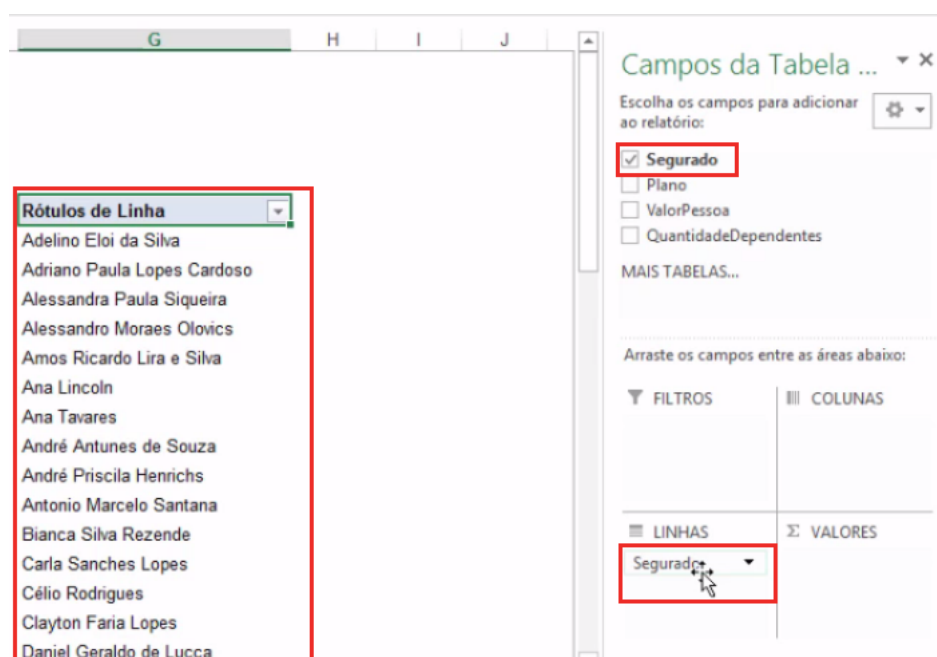 G H I J
Rótulos de Linha
Adelino Eloi da Silva
Adriano Paula Lopes Cardoso
Alessandra Paula Siqueira
Alessandro Moraes Olovics
Amos Ricardo Lira e Silva
Ana Lincoln
Ana Tavares
André Antunes de Souza
André Priscila Henrichs
Antonio Marcelo Santana
Bianca Silva Rezende
Carla Sanches Lopes
Célio Rodrigues
Clayton Faria Lopes
Daniel Geraldo de Lucca
Campos da Tabela ...
Escolha os campos para adicionar
ao relatório:
Segurado
Plano
ValorPessoa
QuantidadeDependentes
MAIS TABELAS...
Arraste os campos entre as áreas abaixo:
FILTROS
COLUNAS
LINHAS
Σ VALORES
Segurado